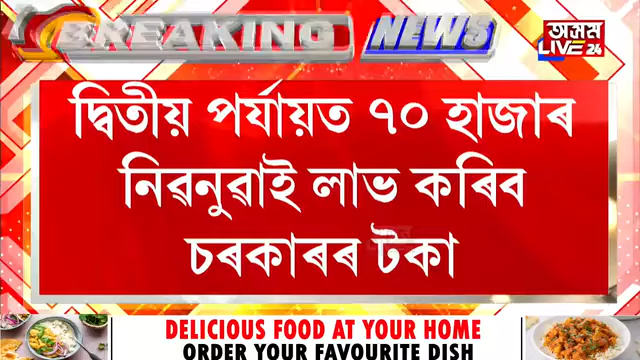 BREAKING NEWS
অসম
LIVE 24
দ্বিতীয় পৰ্যায়ত ৭০ হাজাৰ
নিৱনুৱাই লাভ কৰিব
চৰকাৰৰ টকা
DELICIOUS FOOD AT YOUR HOME
ORDER YOUR FAVOURITE DISH